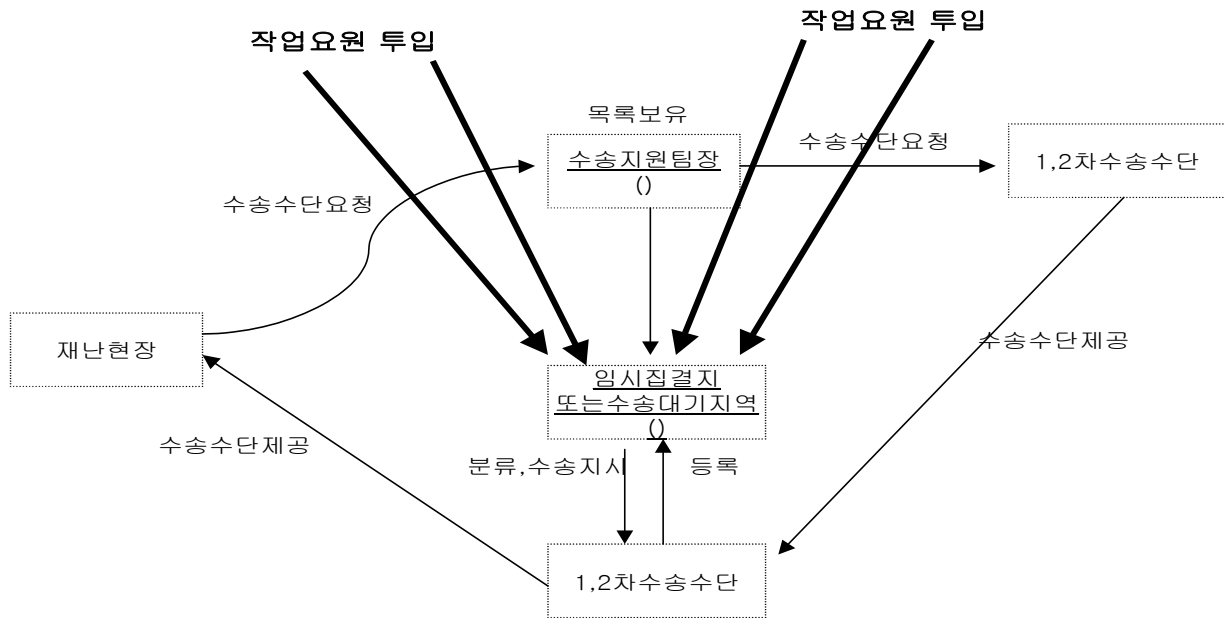 작업요원 투입
작업요원 투입
목록보유
수송지원팀장
()
수송수단요청
1,2차수송수단
수송수단요청
재난현장
수송수단제공
임시집결지
또는수송대기지역
()
수송수단제공
분류,수송지시
등록
1,2차수송수단